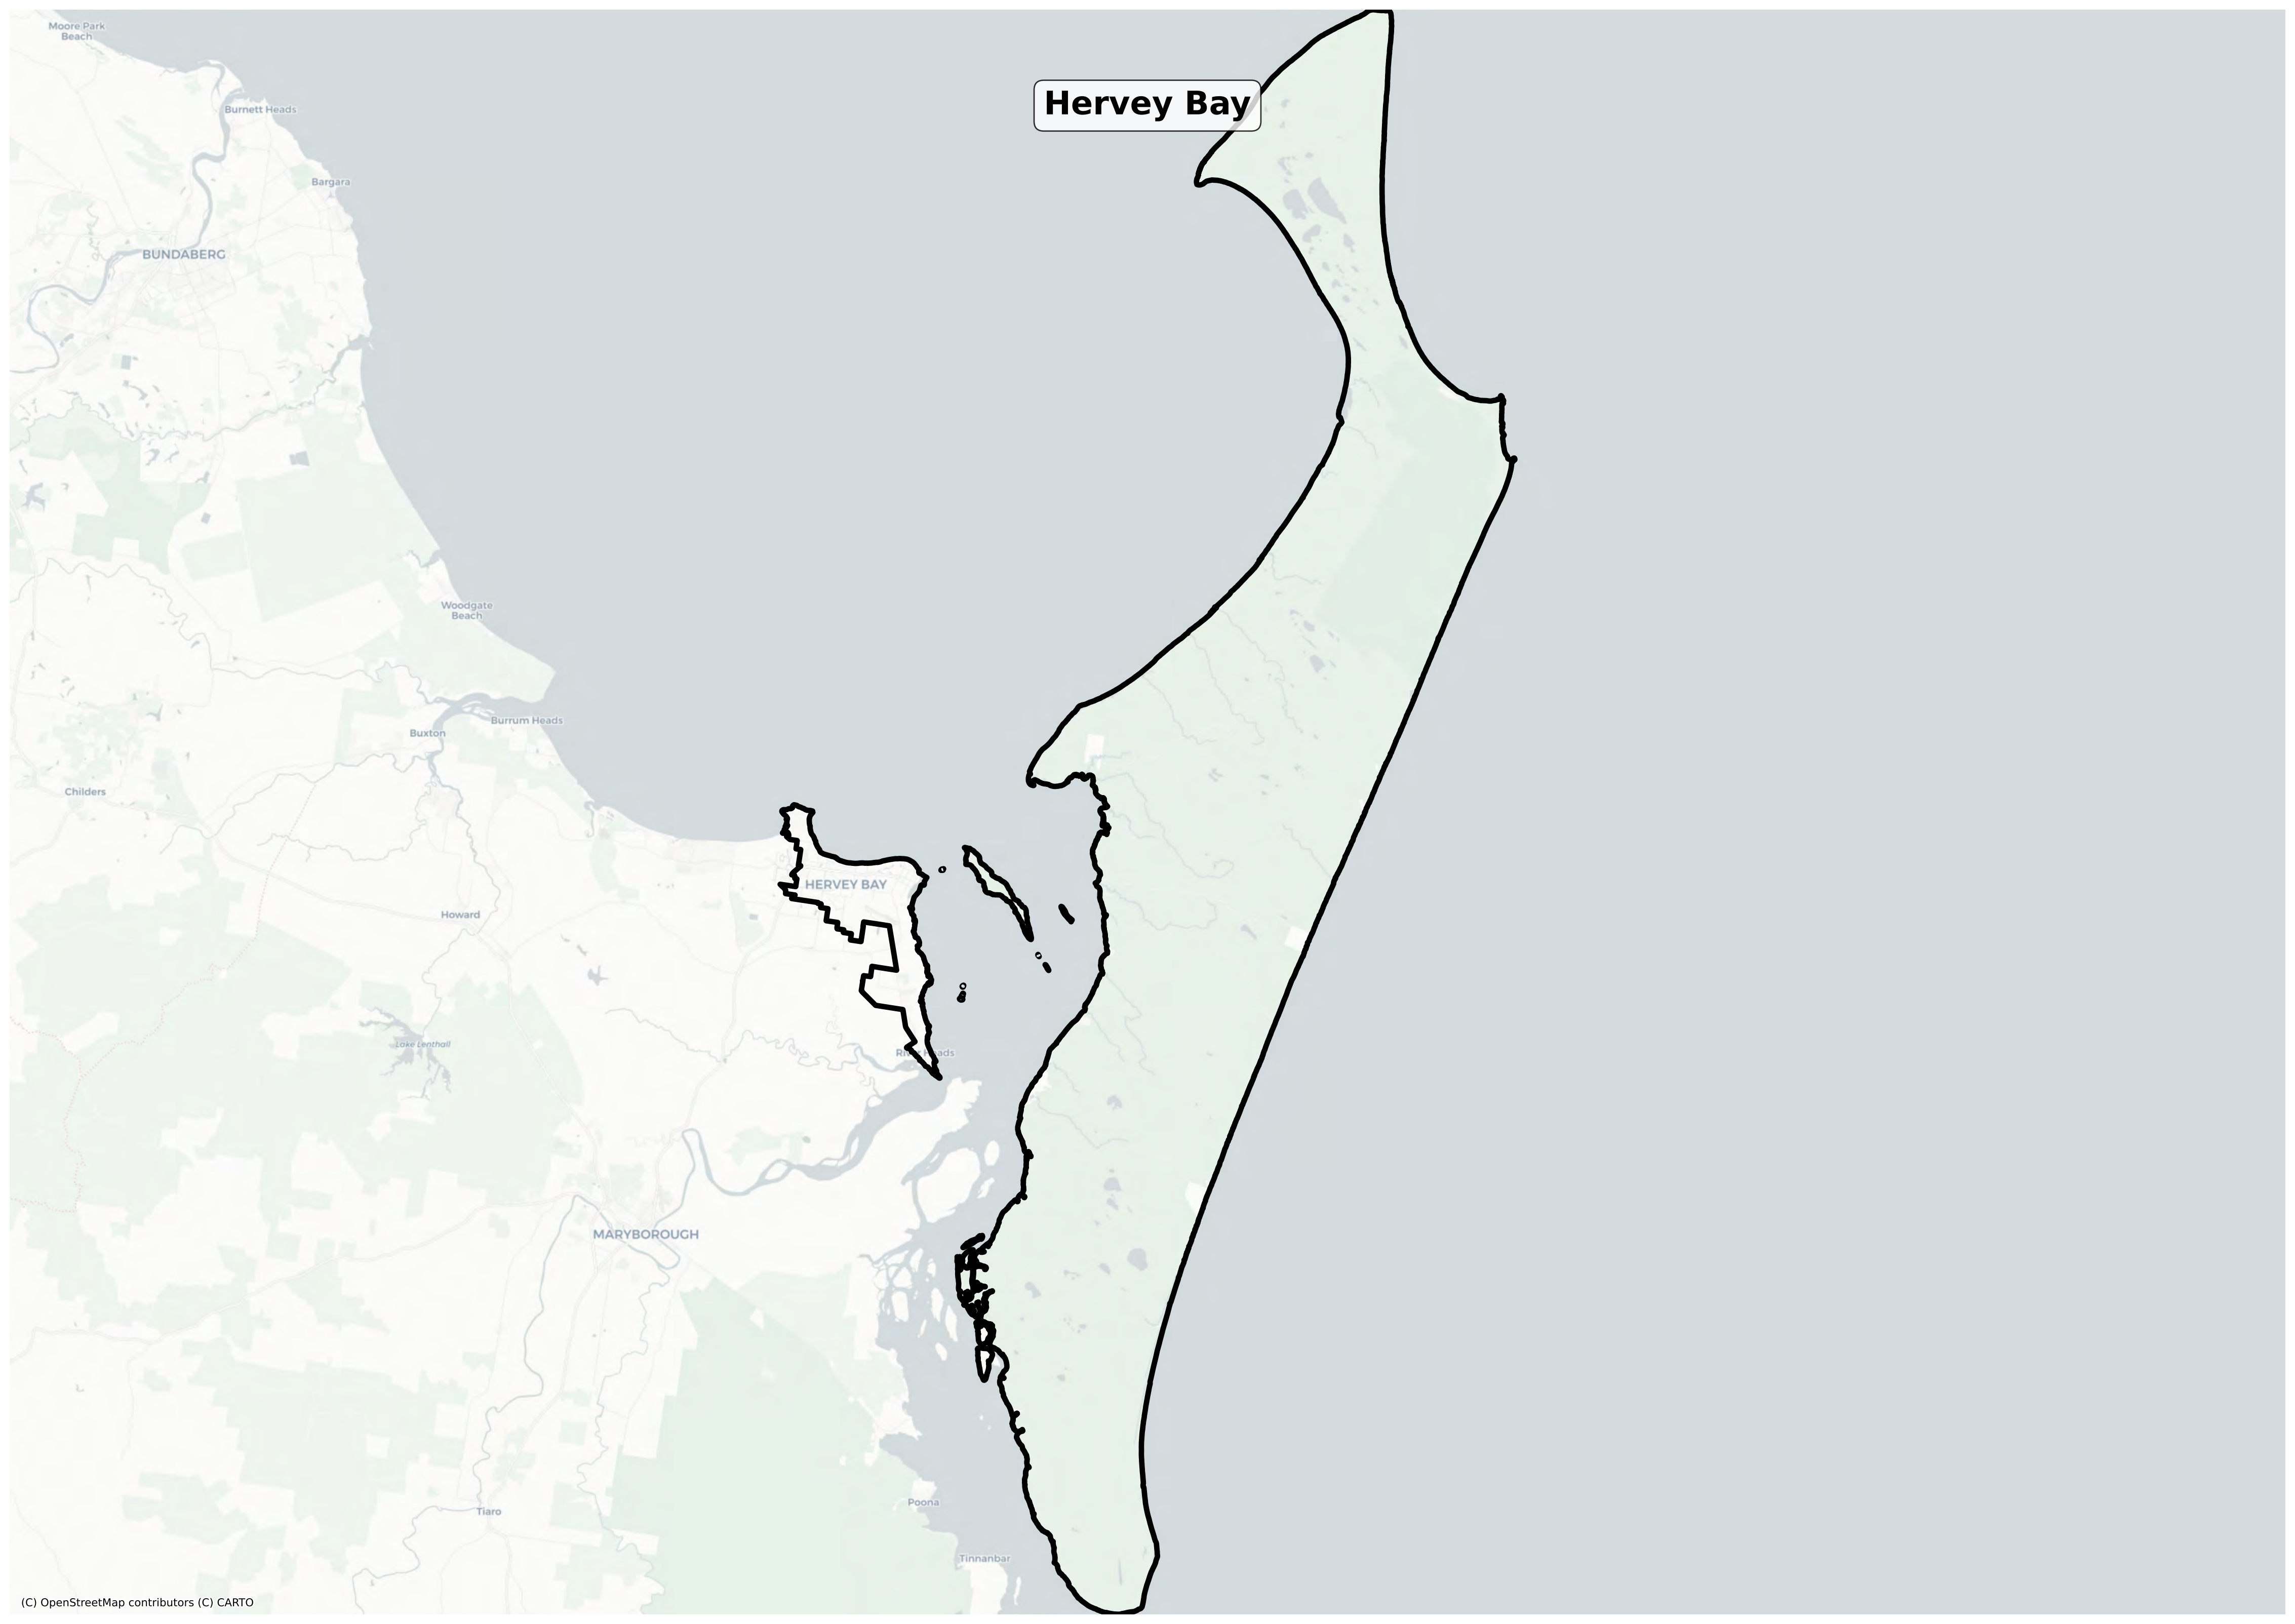 Moore Park
Beach
Burnett Heads
Hervey Bay
Bargara
BUNDABERG
Woodgate
Beach
Burrum Heads
Buxton
Childers
HERVEY BAY
Howard
Lake Lenthall
MARYBOROUGH
Poona
Tiaro
Tinnanbar
(C) OpenStreetMap contributors (C) CARTO